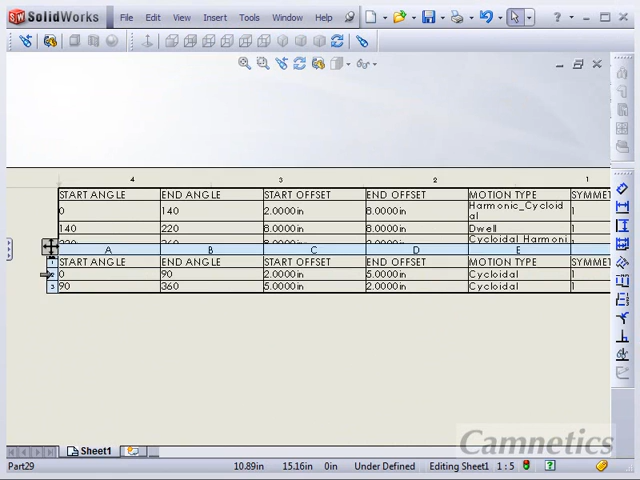 SolidWorks File Edit View Insert Tools Window Help
4 3 2 1
START ANGLE END ANGLE START OFFSET END OFFSET MOTION TYPE SYMMET
0 140 2.0000in 8.0000in Harmonic_Cycloid
al 1
140 220 8.0000in 8.0000in Dwell 1
Cycloidal Harmoni
A B C D E
1 START ANGLE END ANGLE START OFFSET END OFFSET MOTION TYPE SYMMET
2 0 90 2.0000in 5.0000in Cycloidal 1
3 90 360 5.0000in 2.0000in Cycloidal 1
Sheet1
Camnetics
Part29 10.89in 15.16in 0in Under Defined Editing Sheet1 1 : 5